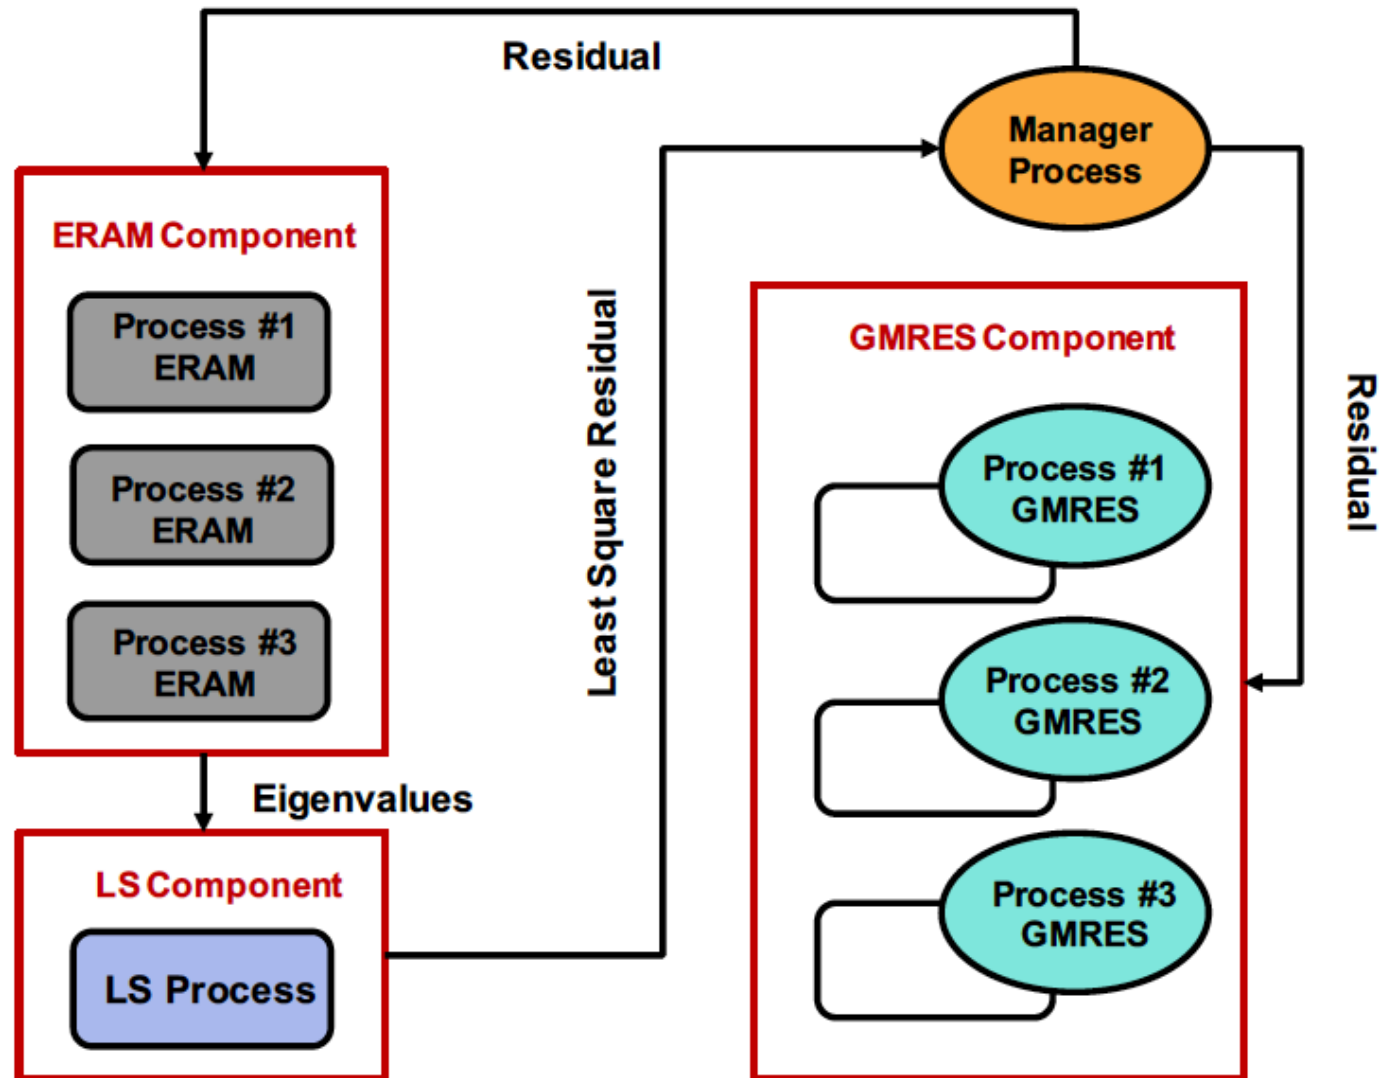 Residual
Manager
Process
ERAM Component
Process #1
ERAM
Process #2
ERAM
Process #3
ERAM
Eigenvalues
LS Component
LS Process
Least Square Residual
GMRES Component
Process #1
GMRES
Process #2
GMRES
Process #3
GMRES
Residual